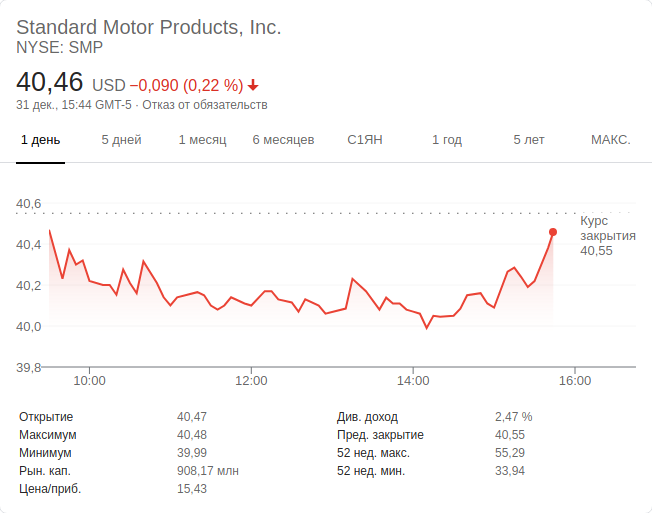 Standard Motor Products, Inc.
NYSE: SMP
40,46 USD −0,090 (0,22 %)
31 дек., 15:44 GMT-5 · Отказ от обязательств
1 день 5 дней 1 месяц 6 месяцев С1ЯН 1 год 5 лет МАКС.
40,6
40,4
40,2
40,0
39,8
Курс
закрытия
40,55
10:00 12:00 14:00 16:00
Открытие 40,47
Максимум 40,48
Минимум 39,99
Рын. кап. 908,17 млн
Цена/приб. 15,43
Див. доход 2,47 %
Пред. закрытие 40,55
52 нед. макс. 55,29
52 нед. мин. 33,94